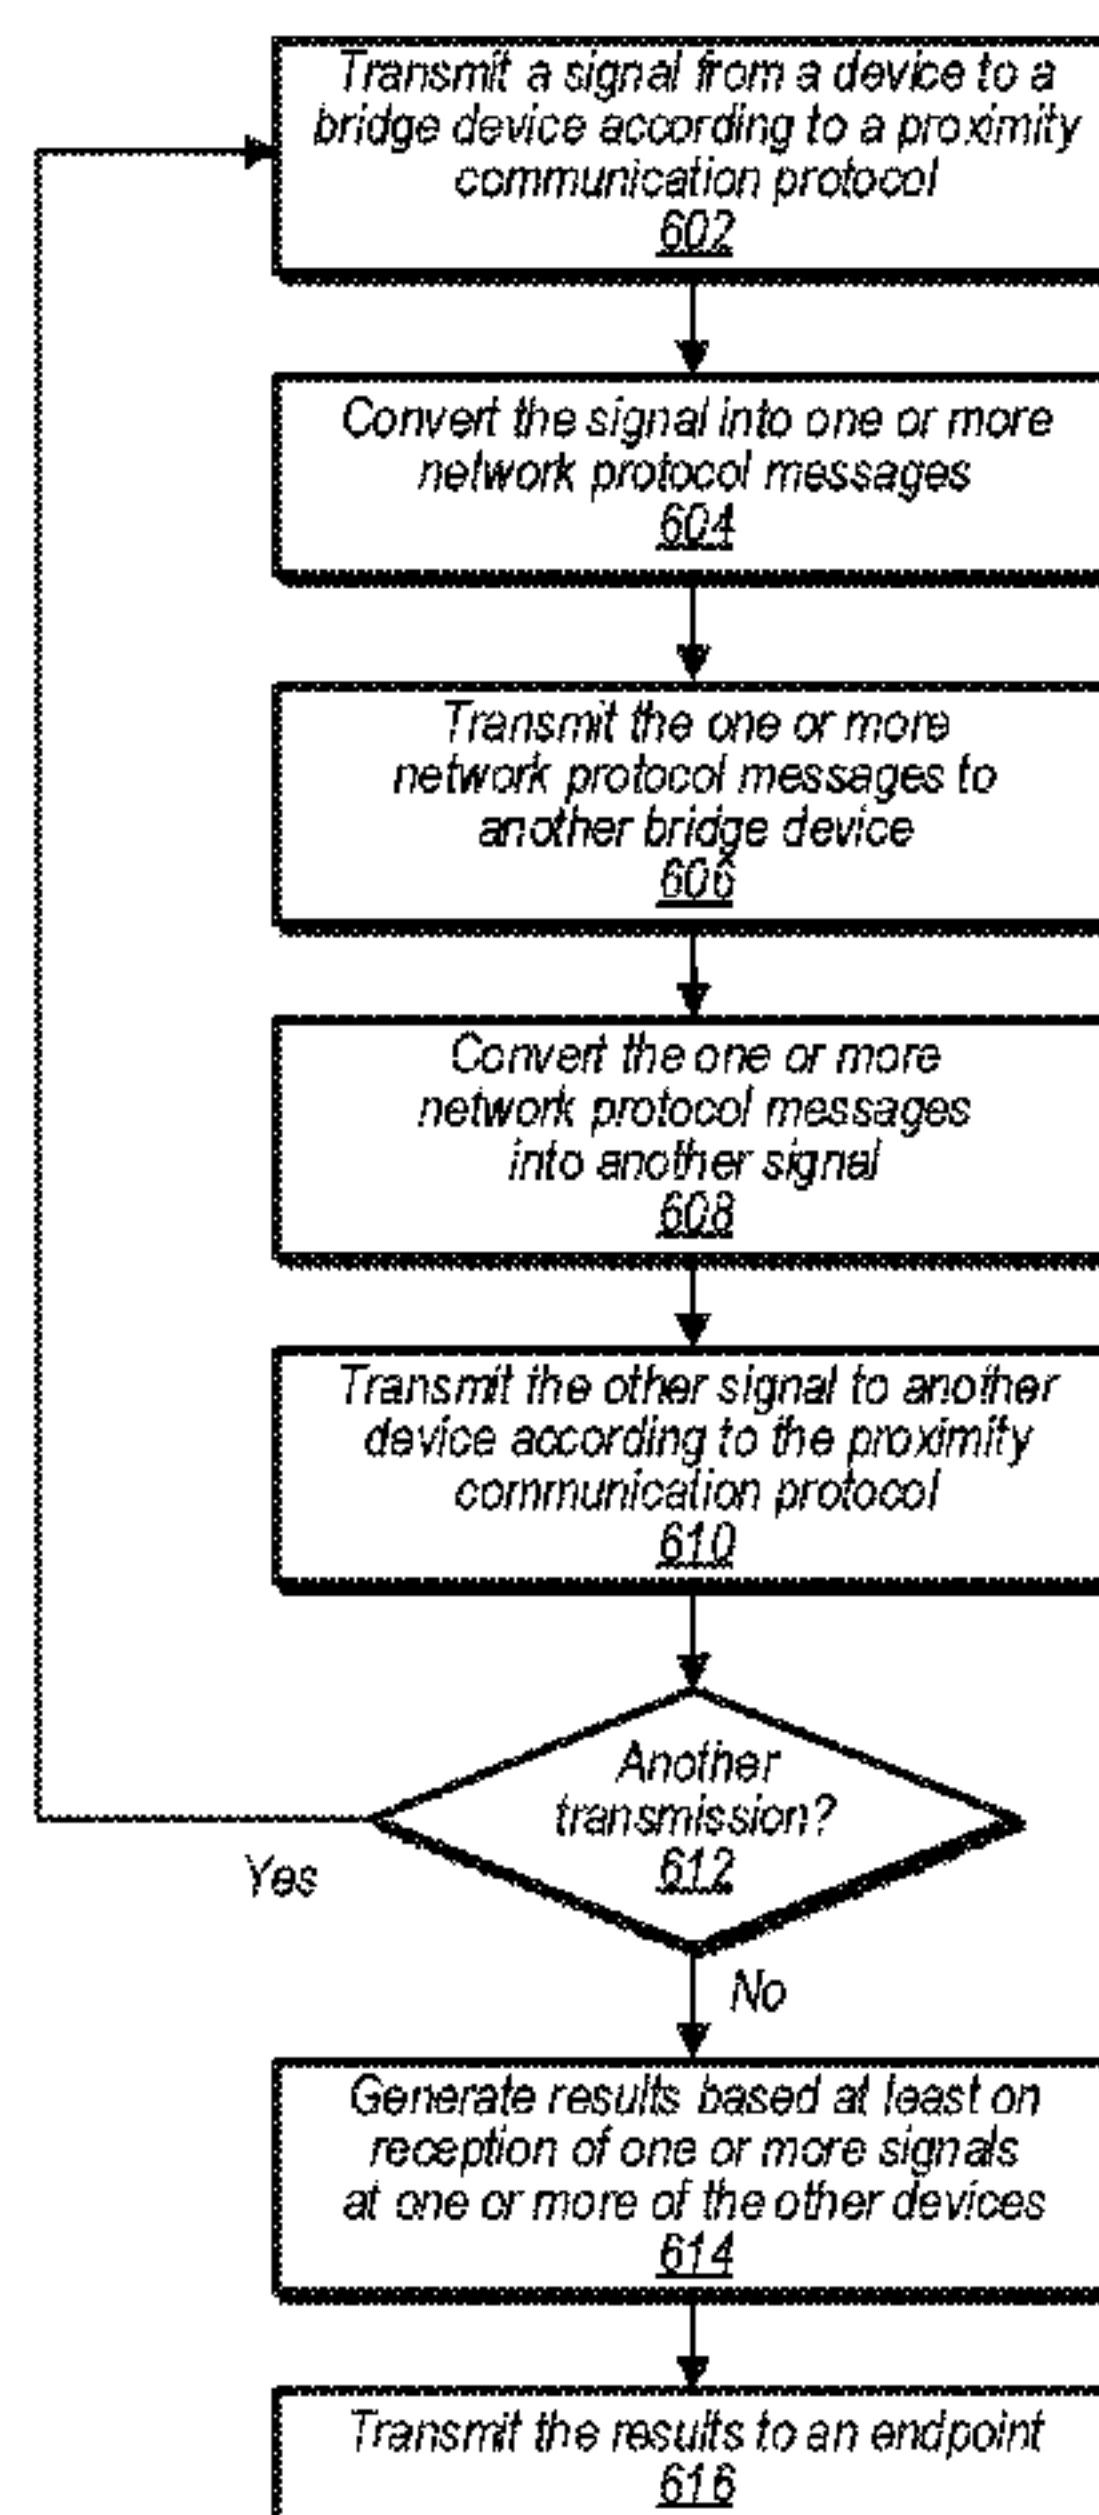 Transmit a signal from a device to a
bridge device according to a proximity
communication protocol
602
Convert the signal into one or more
network protocol messages
604
Transmit the one or more
network protocol messages to
another bridge device
606
Convert the one or more
network protocol messages
into another signal
608
Transmit the other signal to another
device according to the proximity
communication protocol
610
Another
transmission?
612
Yes
No
Generate results based at least on
reception of one or more signals
at one or more of the other devices
614
Transmit the results to an endpoint
616